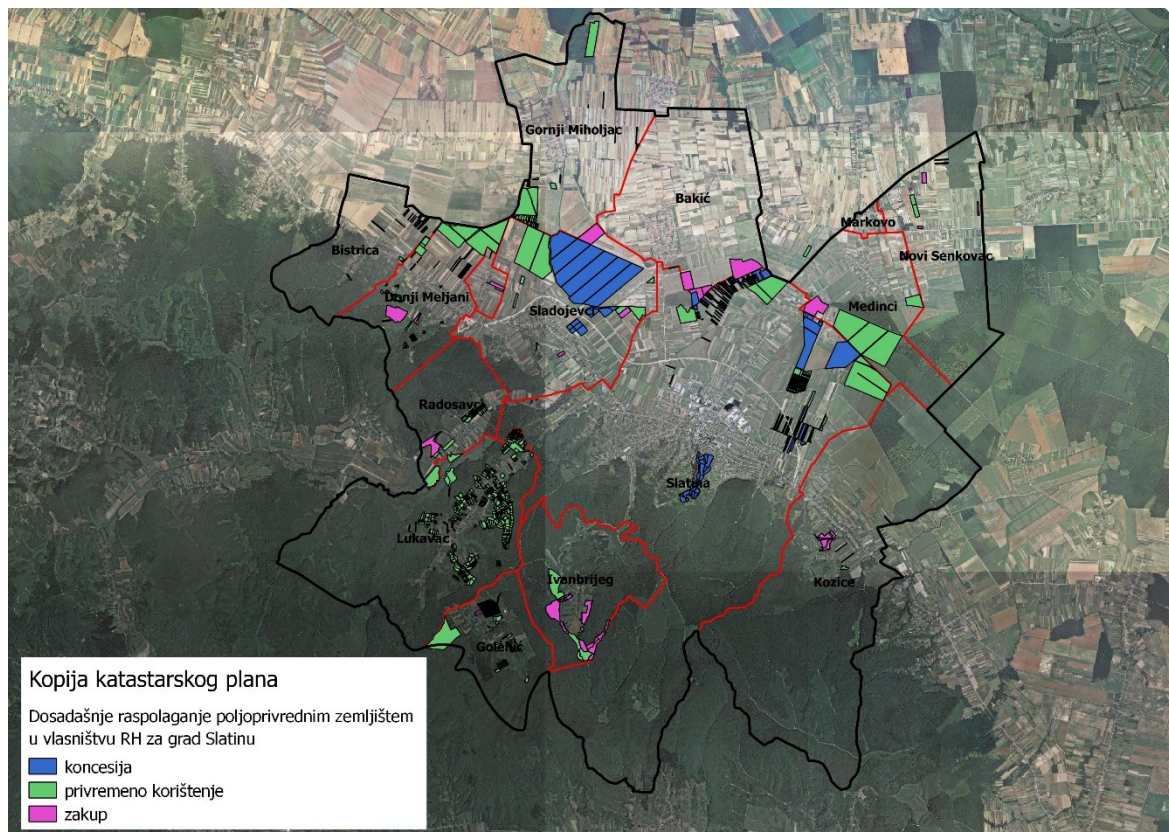 Gornji Miholjac
Bakić
Markovo
Bistrica
Novi Senkovac
Donji Meljani
Medinci
Sladojevci
Radosavci
Slatina
Lukavac
Ivanbrijeg
Kozice
Golenić
Kopija katastarskog plana
Dosadašnje raspolaganje poljoprivrednim zemljištem
u vlasništvu RH za grad Slatinu
koncesija
privremeno korištenje
zakup